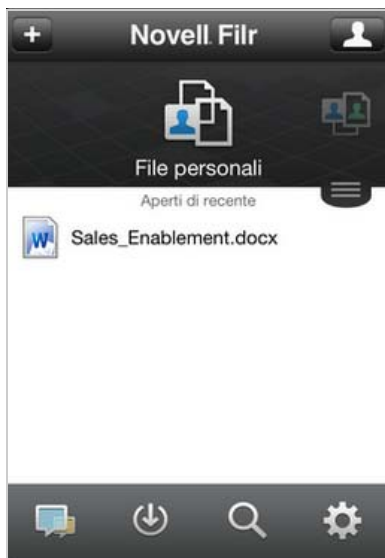 Novell Filr
File personali
Aperti di recente
Sales_Enablement.docx